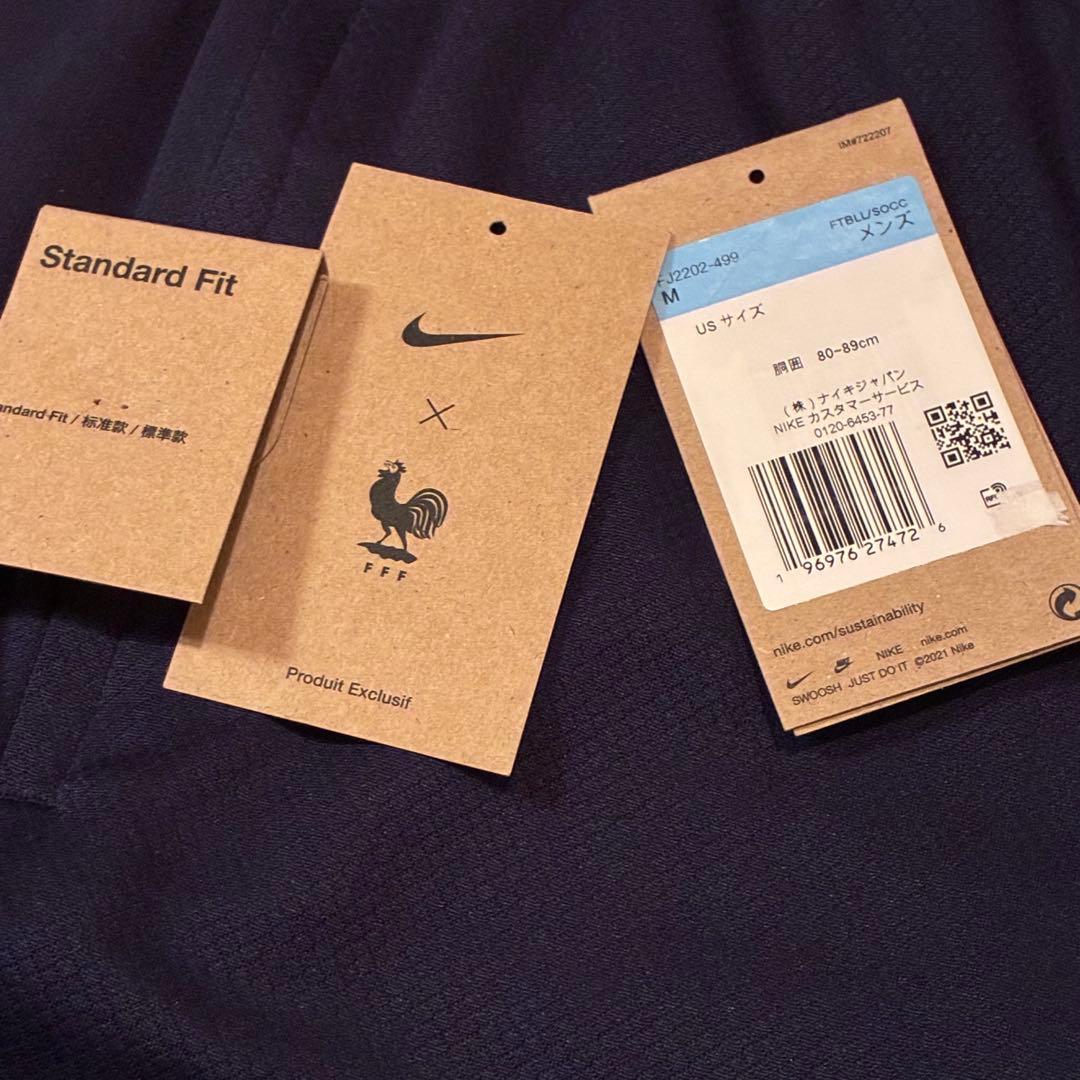 Standard Fit
andard Fit / 标准款 / 標準款
×
FFF
Produit Exclusif
IM#722207
FTBLL/SOCC
メンズ
FJ2202-499
M
US サイズ
胴囲 80-89cm
(株)ナイキジャパン
NIKE カスタマーサービス
0120-6453-77
1 96976 27472 6
nike.com/sustainability
NIKE nike.com
SWOOSH JUST DO IT ©2021 Nike